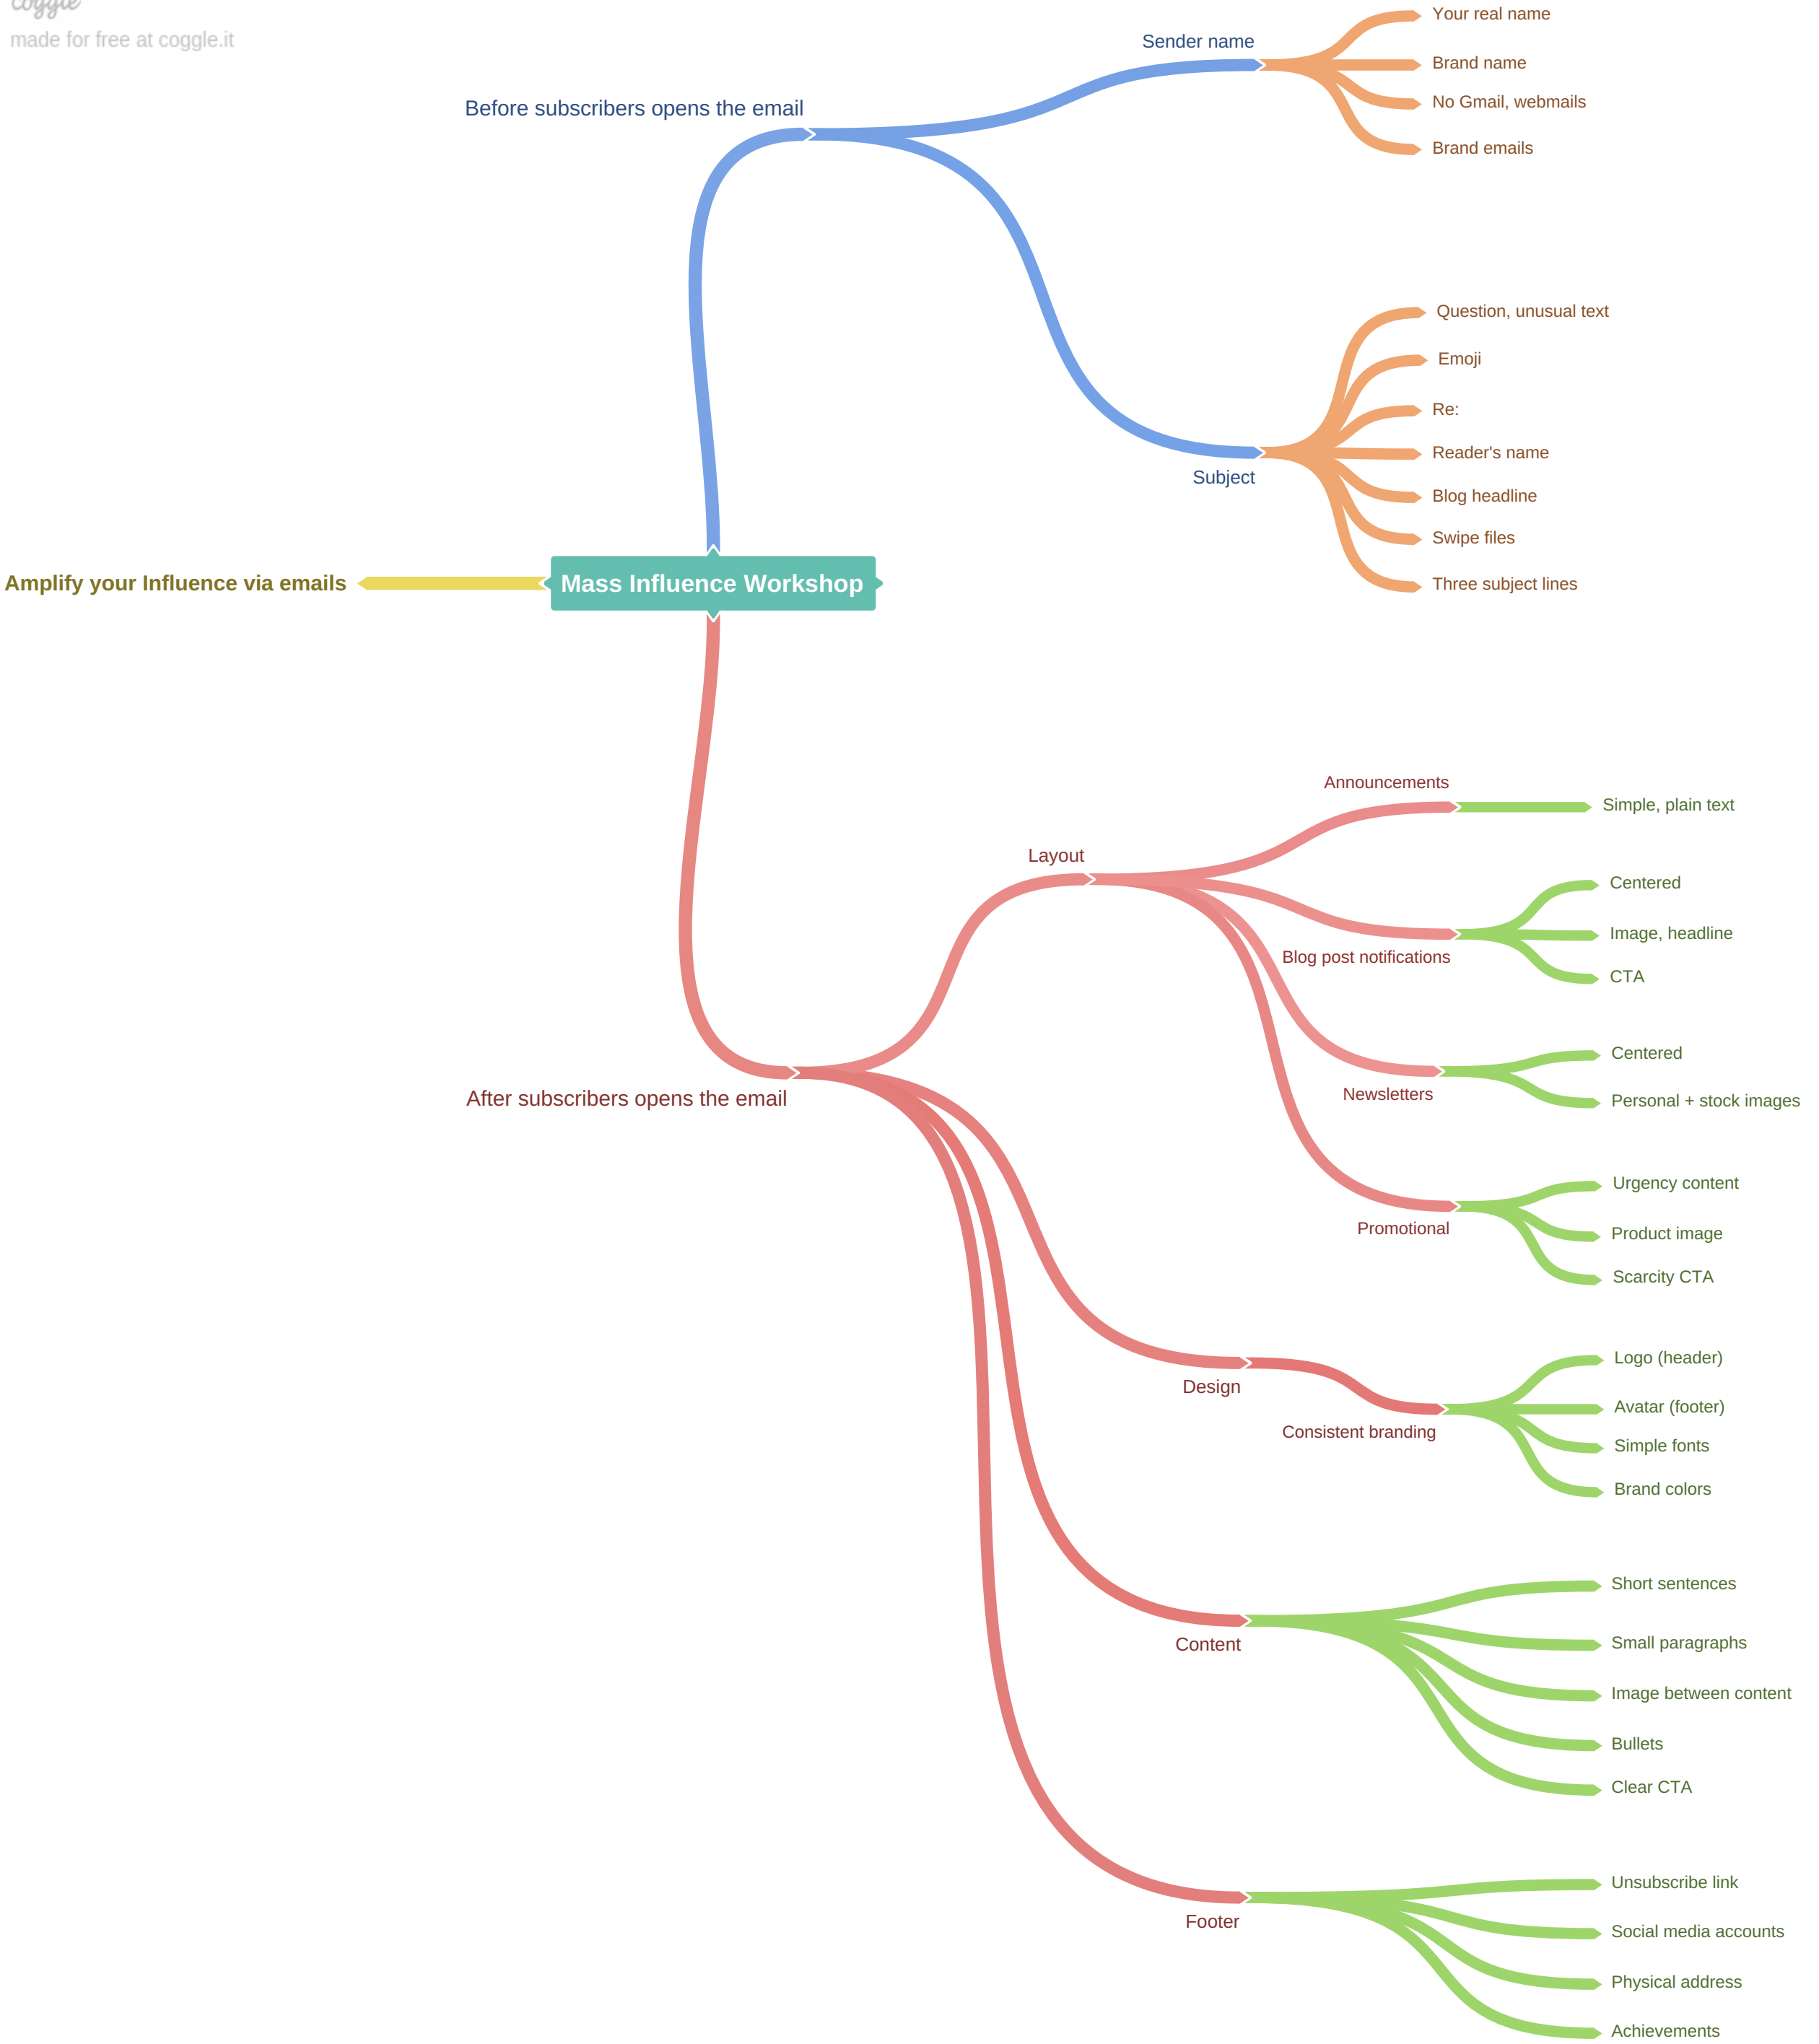 coggle
made for free at coggle.it
Before subscribers opens the email
Sender name
Your real name
Brand name
No Gmail, webmails
Brand emails
Subject
Question, unusual text
Emoji
Re:
Reader's name
Blog headline
Swipe files
Three subject lines
Amplify your Influence via emails
Mass Influence Workshop
After subscribers opens the email
Layout
Announcements
Simple, plain text
Blog post notifications
Centered
Image, headline
CTA
Newsletters
Centered
Personal + stock images
Promotional
Urgency content
Product image
Scarcity CTA
Design
Consistent branding
Logo (header)
Avatar (footer)
Simple fonts
Brand colors
Content
Short sentences
Small paragraphs
Image between content
Bullets
Clear CTA
Footer
Unsubscribe link
Social media accounts
Physical address
Achievements